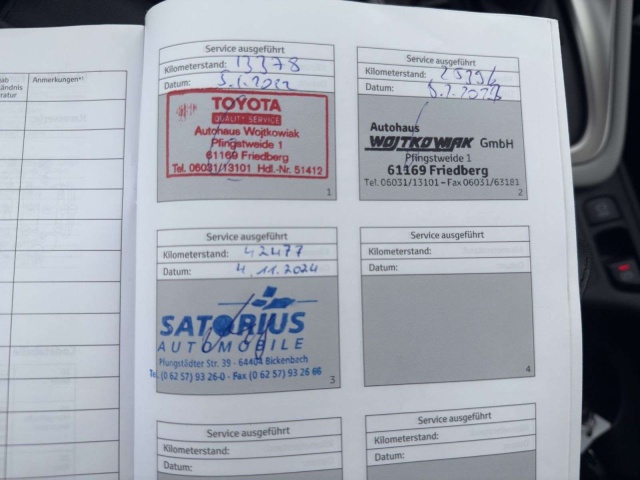 ab
ständnis
ratur
Anmerkungen
Service ausgeführt
Kilometerstand: 13378
Datum: 5.1.2022
TOYOTA
QUALITY SERVICE
Autohaus Wojtkowiak
Pfingstweide 1
61169 Friedberg
Tel. 06031/13101 Hdl.-Nr. 51412
1
Service ausgeführt
Kilometerstand:
Datum:
Autohaus
WOJTKOWIAK GmbH
Pfingstweide 1
61169 Friedberg
Tel. 06031/13101 – Fax 06031/63181
2
Service ausgeführt
Kilometerstand: 42477
Datum: 4.11.2024
SATORIUS
AUTOMOBILE
Pfungstädter Str. 39 - 64404 Bickenbach
Tel. (0 62 57) 93 26-0 - Fax (0 62 57) 93 26 66
3
Service ausgeführt
Kilometerstand:
Datum:
4
Service ausgeführt
Kilometerstand:
Datum:
Service ausgeführt
Kilometerstand:
Datum: